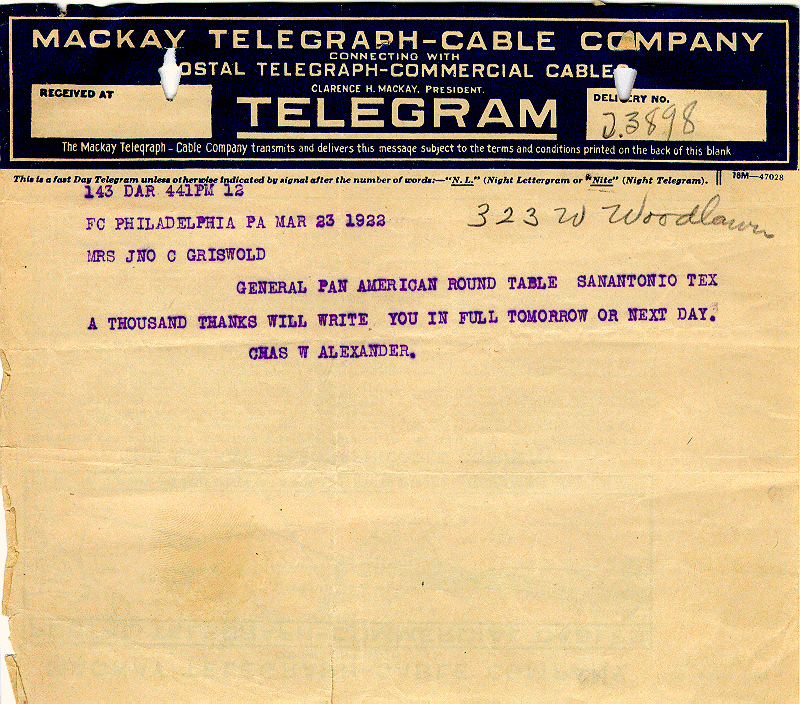 MACKAY TELEGRAPH-CABLE COMPANY
CONNECTING WITH
POSTAL TELEGRAPH-COMMERCIAL CABLES
CLARENCE H. MACKAY, PRESIDENT.
RECEIVED AT
TELEGRAM
DELIVERY NO.
J.3898
The Mackay Telegraph-Cable Company transmits and delivers this message subject to the terms and conditions printed on the back of this blank
This is a fast Day Telegram unless otherwise indicated by signal after the number of words:—"N.L." (Night Lettergram or "Nite" (Night Telegram).
78M—47028
143 DAR 441PM 12
323 W Woodlawn
FC PHILADELPHIA PA MAR 23 1922
MRS JNO C GRISWOLD
GENERAL PAN AMERICAN ROUND TABLE SANANTONIO TEX
A THOUSAND THANKS WILL WRITE YOU IN FULL TOMORROW OR NEXT DAY.
CHAS W ALEXANDER.